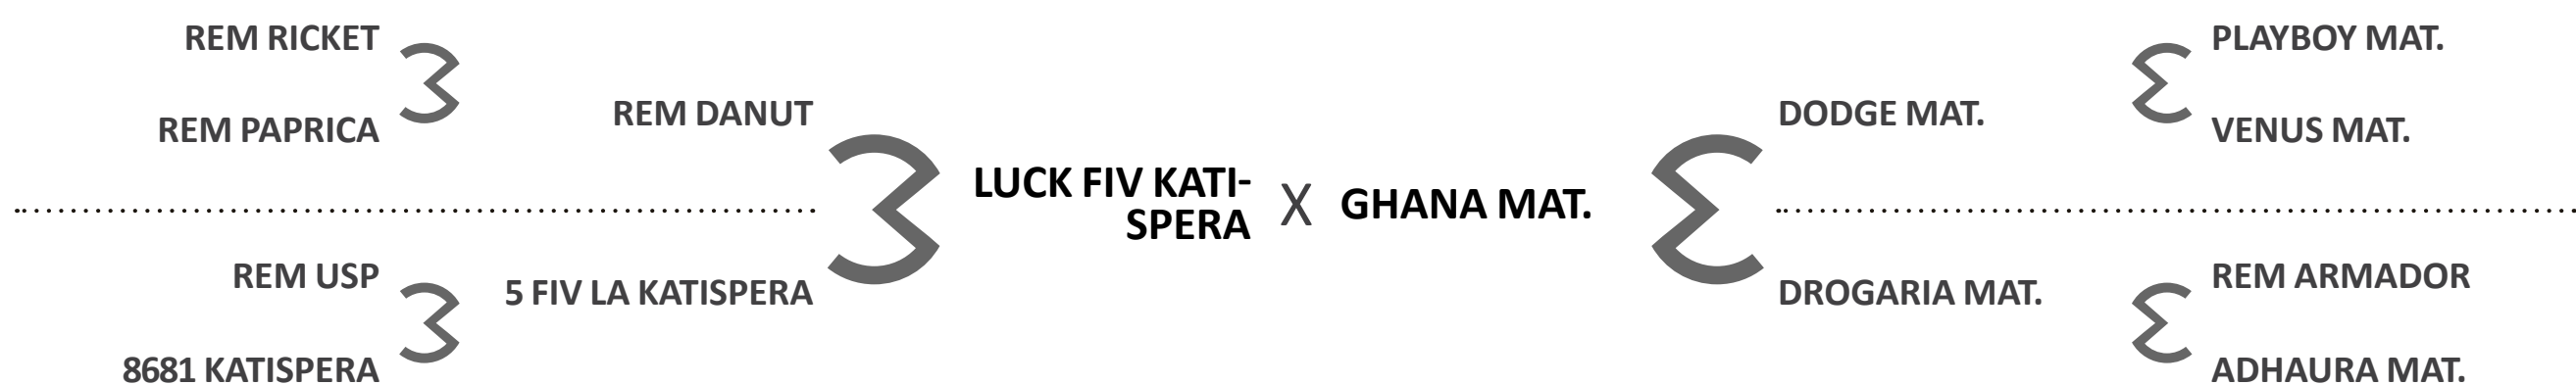 REM RICKET
REM PAPRICA
REM DANUT
REM USP
8681 KATISPERA
5 FIV LA KATISPERA
LUCK FIV KATI-
SPERA
X
GHANA MAT.
DODGE MAT.
PLAYBOY MAT.
VENUS MAT.
DROGARIA MAT.
REM ARMADOR
ADHAURA MAT.